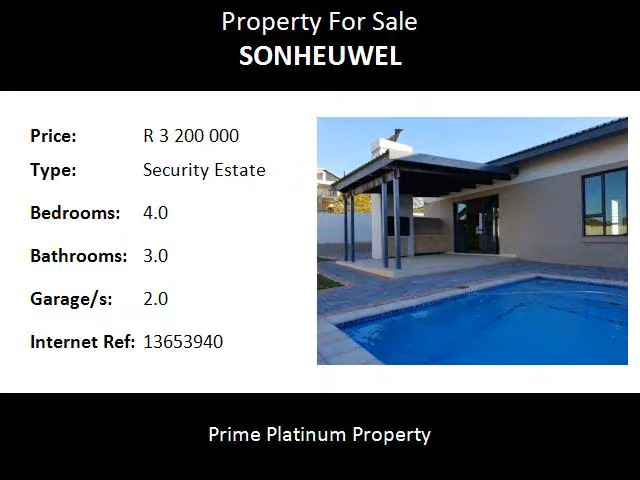 Property For Sale
SONHEUWEL
Price: R 3 200 000
Type: Security Estate
Bedrooms: 4.0
Bathrooms: 3.0
Garage/s: 2.0
Internet Ref: 13653940
Prime Platinum Property